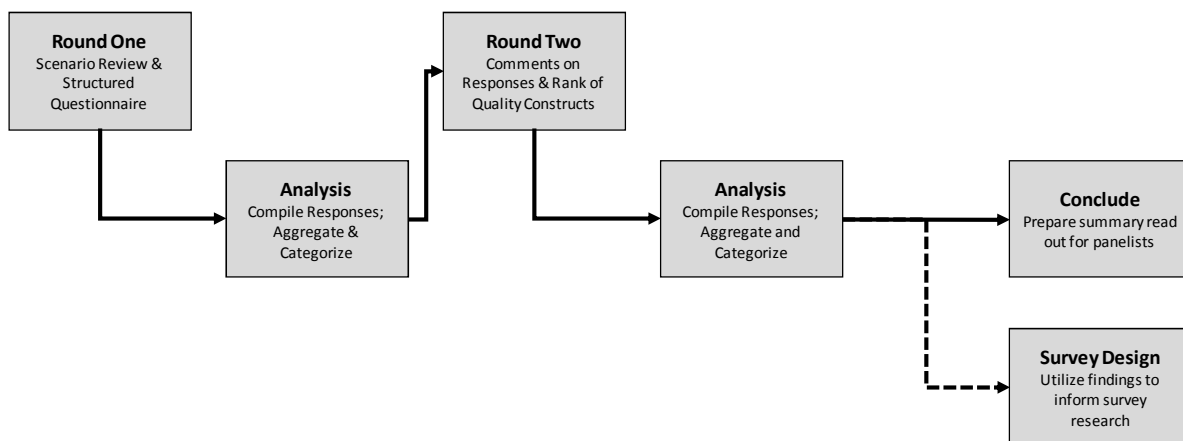 Round One
Scenario Review &
Structured
Questionnaire
Analysis
Compile Responses;
Aggregate &
Categorize
Round Two
Comments on
Responses & Rank of
Quality Constructs
Analysis
Compile Responses;
Aggregate and
Categorize
Conclude
Prepare summary read
out for panelists
Survey Design
Utilize findings to
inform survey
research